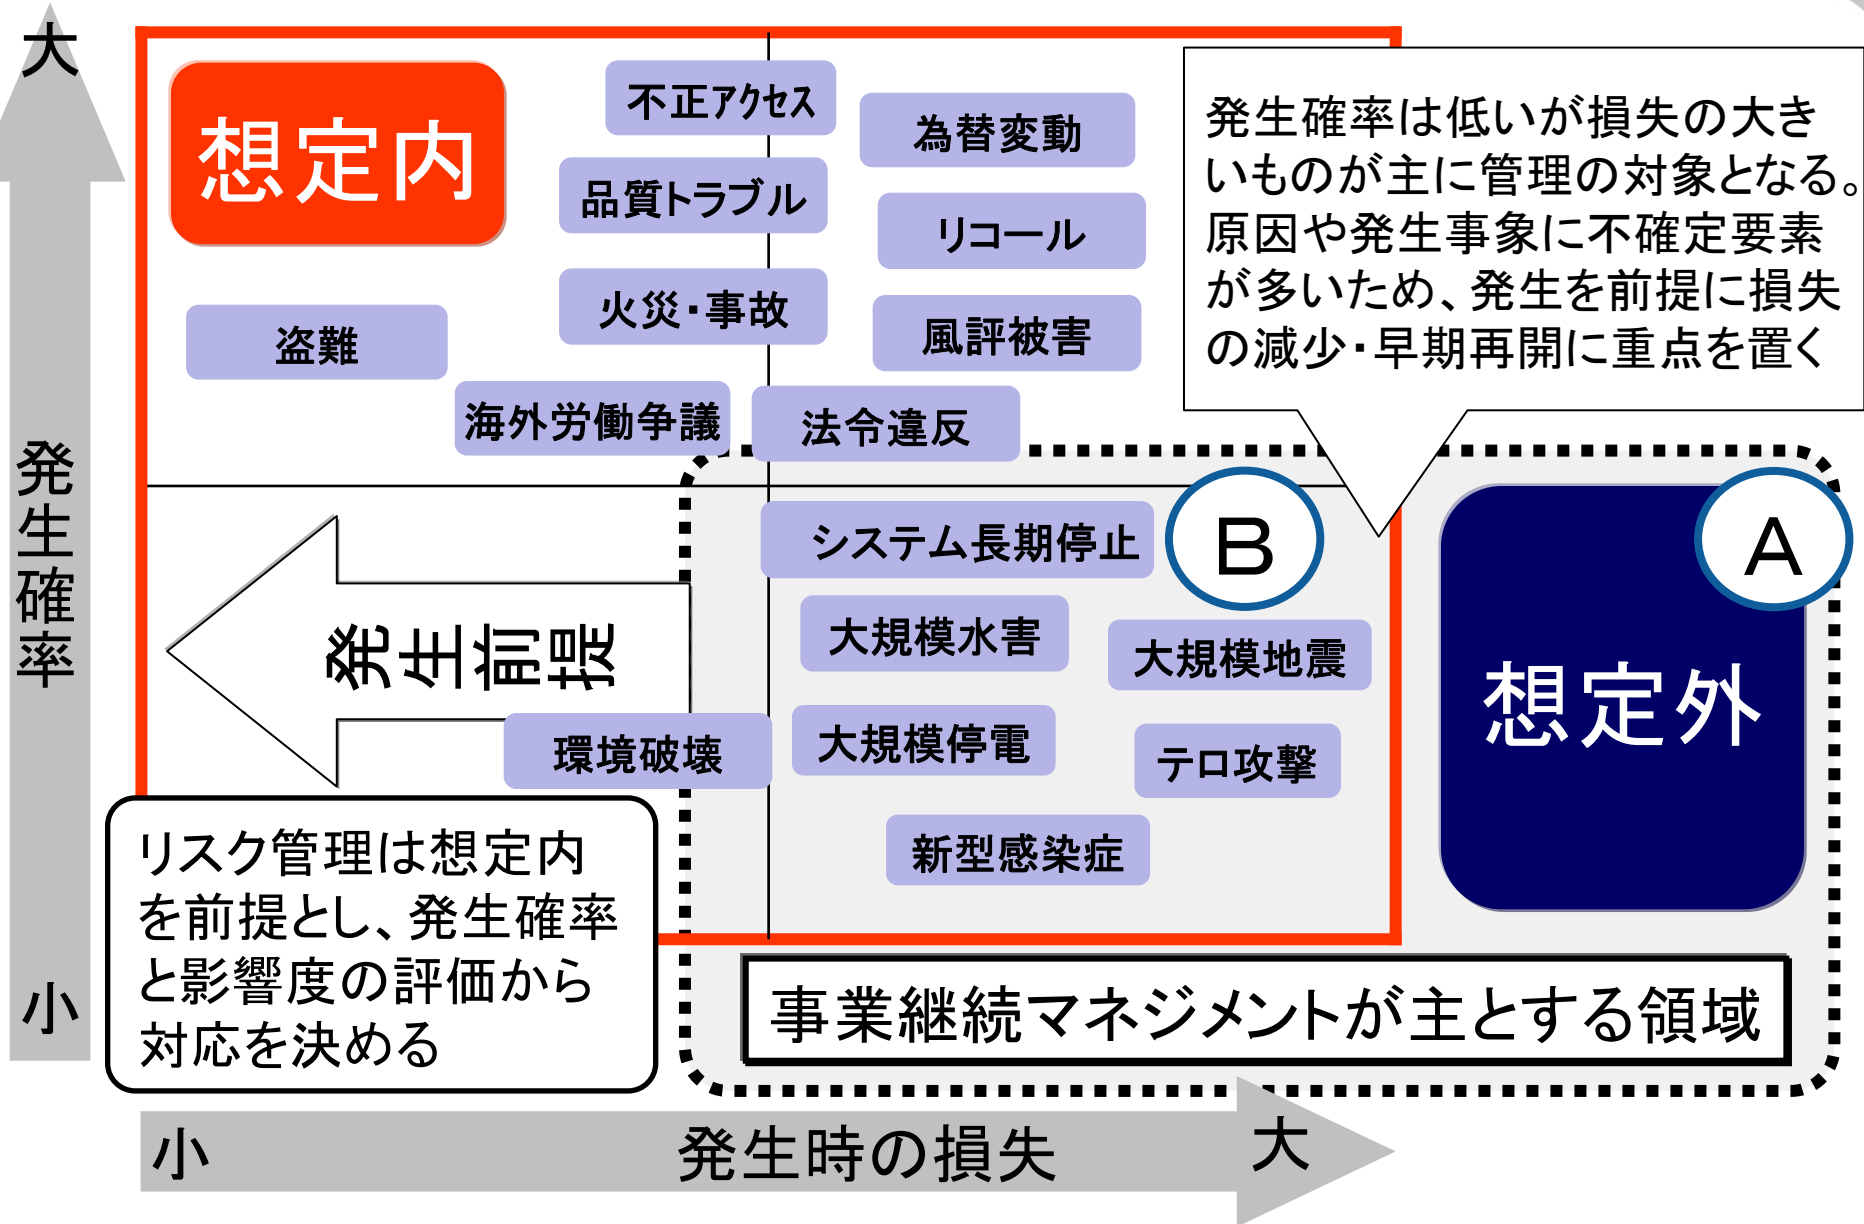 大
発生確率
小
想定内
不正アクセス
為替変動
品質トラブル
リコール
火災・事故
風評被害
盗難
海外労働争議
法令違反
発生確率は低いが損失の大き
いものが主に管理の対象となる。
原因や発生事象に不確定要素
が多いため、発生を前提に損失
の減少・早期再開に重点を置く
システム長期停止
B
A
大規模水害
大規模地震
発生前提
想定外
環境破壊
大規模停電
テロ攻撃
新型感染症
リスク管理は想定内
を前提とし、発生確率
と影響度の評価から
対応を決める
事業継続マネジメントが主とする領域
小
発生時の損失
大